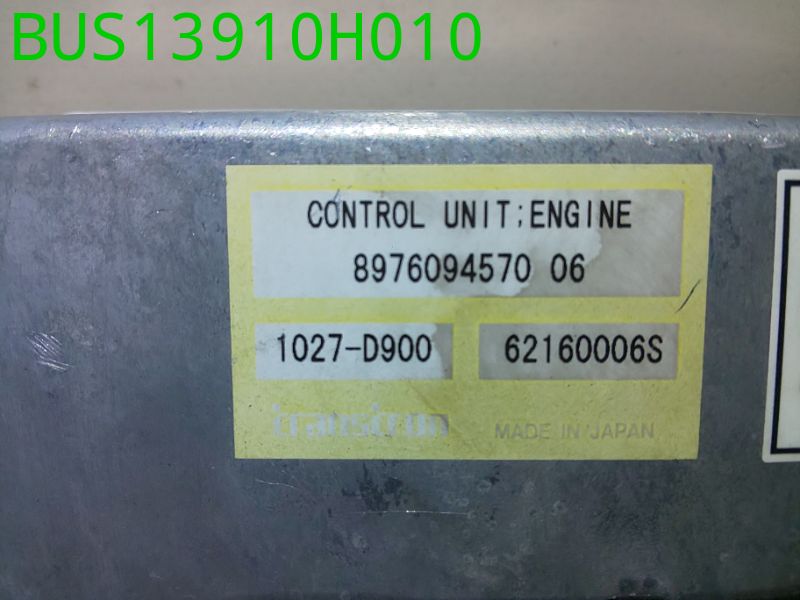 BUS13910H010
CONTROL UNIT;ENGINE
8976094570 06
1027-D900 62160006S
transtron MADE IN JAPAN